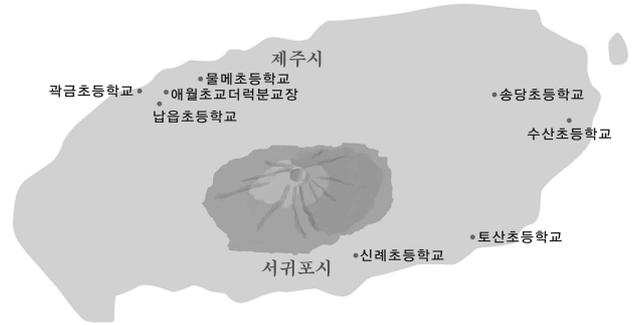 제주시
물메초등학교
곽금초등학교
애월초교더럭분교장
납읍초등학교
송당초등학교
수산초등학교
토산초등학교
신례초등학교
서귀포시